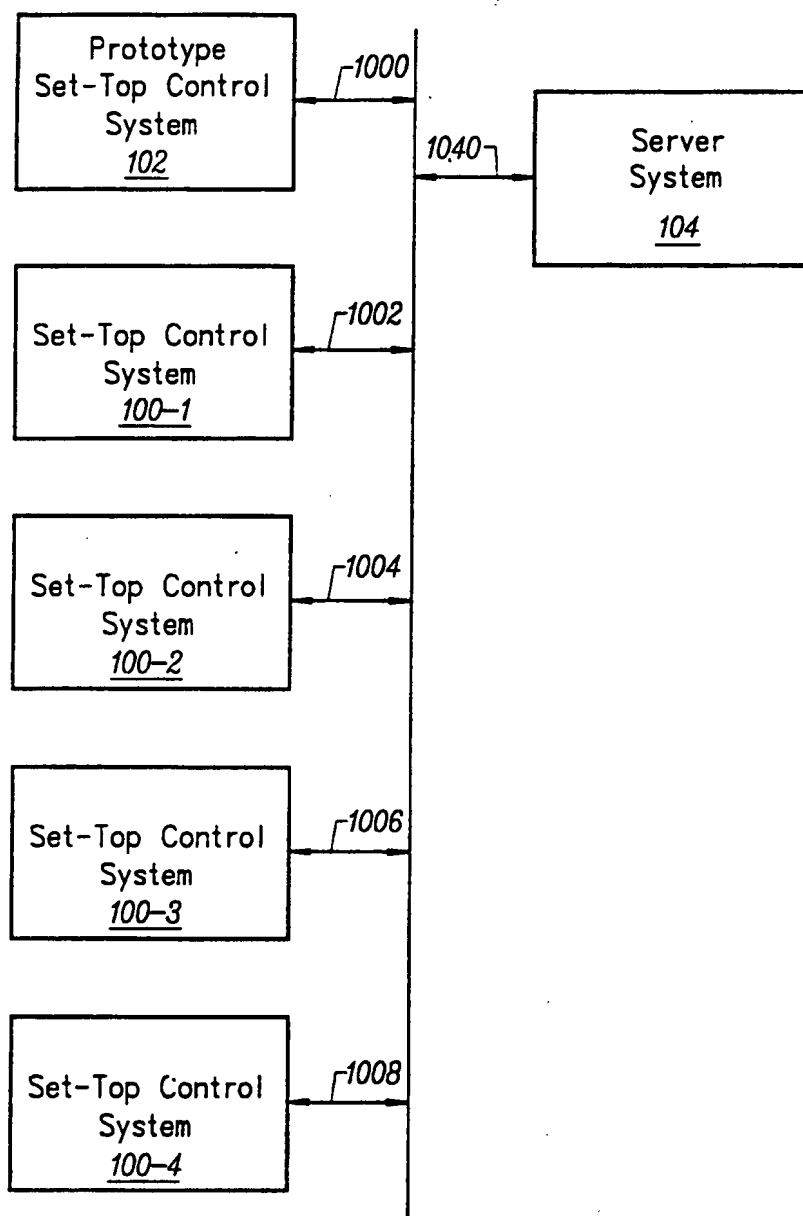 Prototype
Set-Top Control
System
102
1000
1040
Server
System
104
Set-Top Control
System
100-1
1002
Set-Top Control
System
100-2
1004
Set-Top Control
System
100-3
1006
Set-Top Control
System
100-4
1008